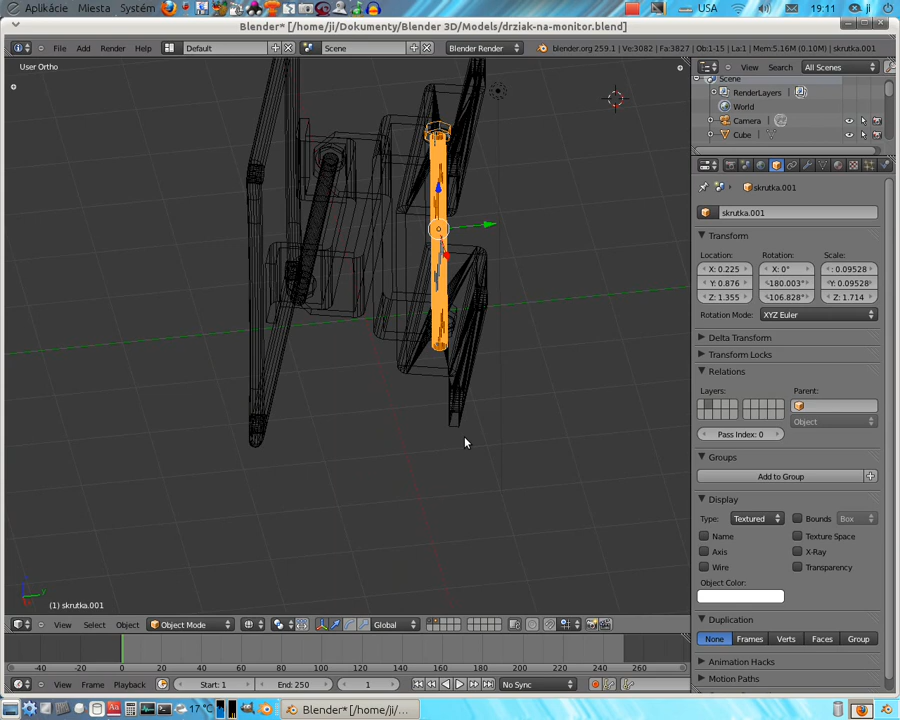 Aplikácie Miesta Systém USA 19:11 ji
Blender* [/home/ji/Dokumenty/Blender 3D/Models/drziak-na-monitor.blend]
File Add Render Help Default Scene Blender Render blender.org 259.1 Ve:3082 | Fa:3827 | Ob:1-15 | La:1 | Mem:5.16M (0.10M) | skrutka.001
User Ortho
View Search All Scenes
Scene
RenderLayers
World
Camera
Cube
skrutka.001
skrutka.001
Transform
Location: Rotation: Scale:
X: 0.225 X: 0° : 0.09528
Y: 0.876 180.003° Y: 0.09528
Z: 1.355 106.828° Z: 1.714
Rotation Mode: XYZ Euler
Delta Transform
Transform Locks
Relations
Layers: Parent:
Object
Pass Index: 0
Groups
Add to Group
Display
Type: Textured Bounds Box
Name Texture Space
Axis X-Ray
Wire Transparency
Object Color:
Duplication
None Frames Verts Faces Group
Animation Hacks
Motion Paths
(1) skrutka.001
View Select Object Object Mode Global
-40 -20 0 20 40 60 80 100 120 140 160 180 200 220 240 260
View Frame Playback Start: 1 End: 250 1 No Sync
17 °C Blender* [/home/ji/...